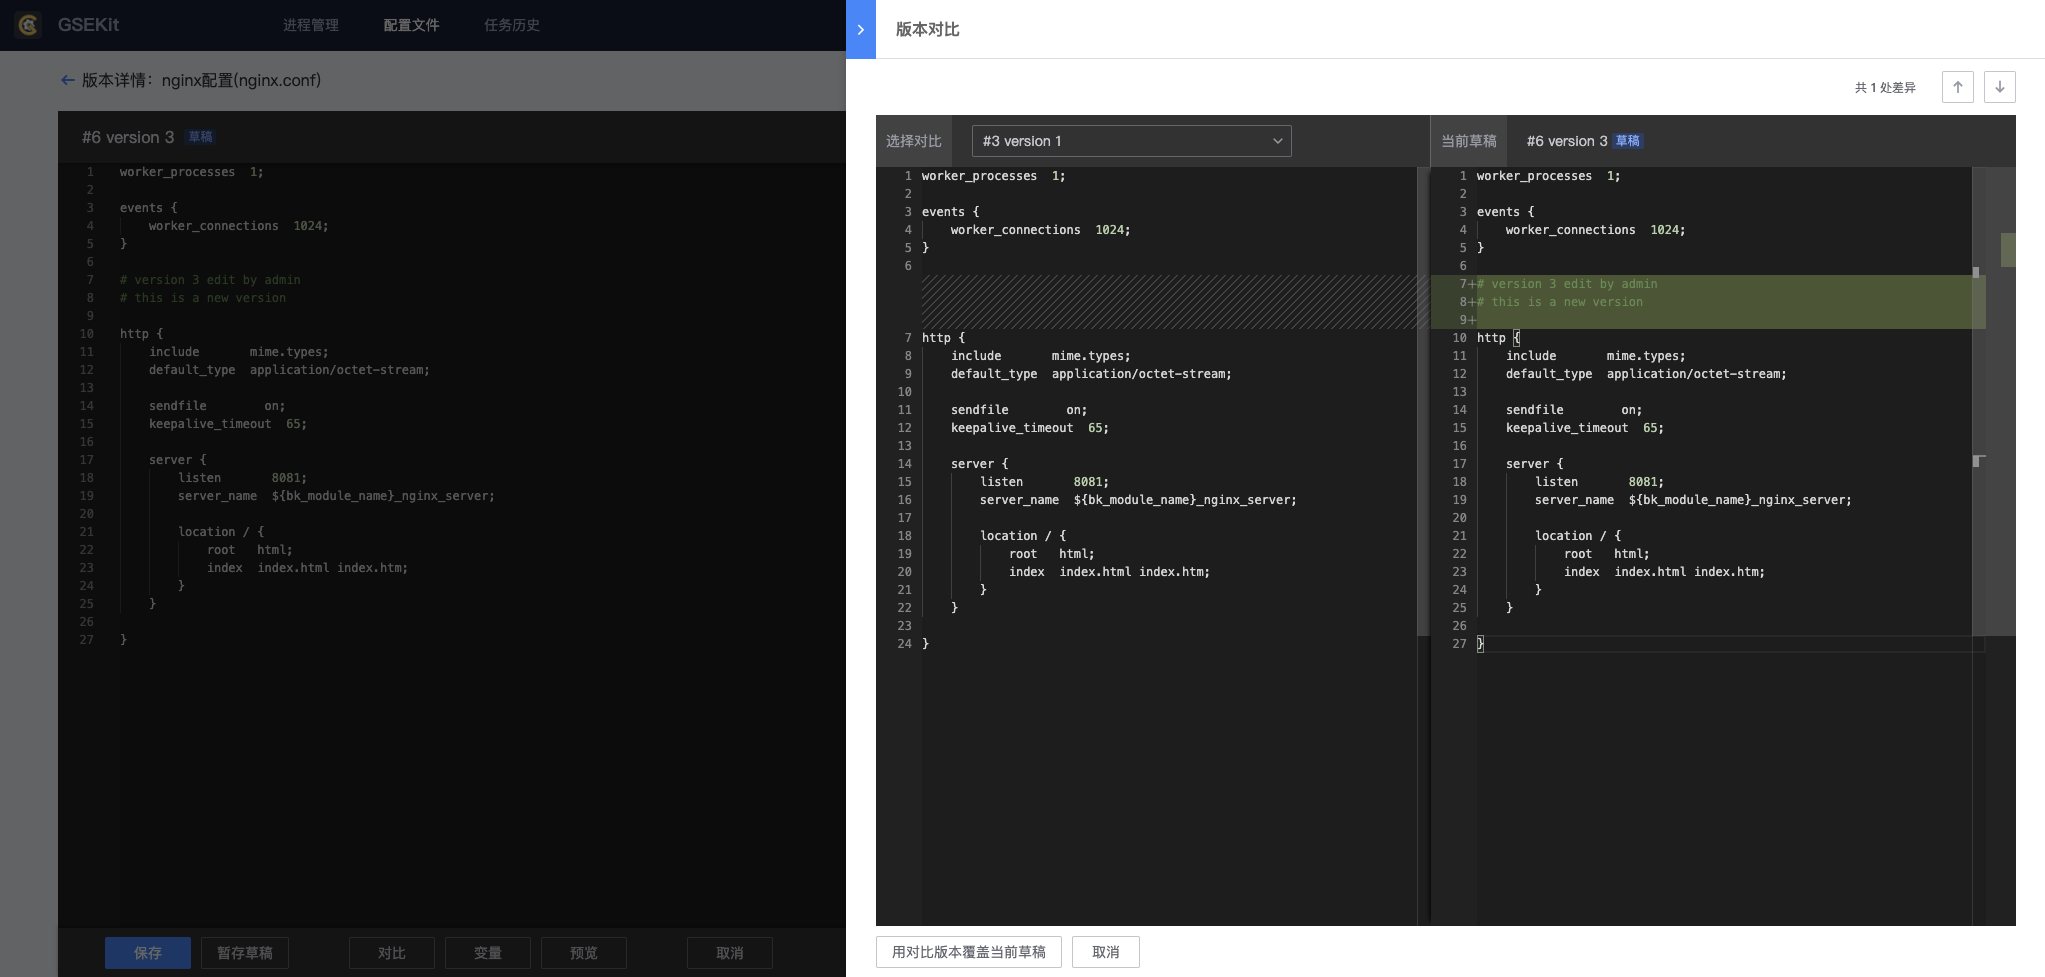 GSEKit 进程管理 配置文件 任务历史
版本详情：nginx配置(nginx.conf)
#6 version 3 草稿
1 worker_processes  1;
2
3 events {
4     worker_connections  1024;
5 }
6
7 # version 3 edit by admin
8 # this is a new version
9
10 http {
11     include       mime.types;
12     default_type  application/octet-stream;
13
14     sendfile        on;
15     keepalive_timeout  65;
16
17     server {
18         listen       8081;
19         server_name  ${bk_module_name}_nginx_server;
20
21         location / {
22             root   html;
23             index  index.html index.htm;
24         }
25     }
26
27 }
保存 暂存草稿 对比 变量 预览 取消
版本对比
共 1 处差异
选择对比 #3 version 1
1 worker_processes  1;
2
3 events {
4     worker_connections  1024;
5 }
6
7 http {
8     include       mime.types;
9     default_type  application/octet-stream;
10
11     sendfile        on;
12     keepalive_timeout  65;
13
14     server {
15         listen       8081;
16         server_name  ${bk_module_name}_nginx_server;
17
18         location / {
19             root   html;
20             index  index.html index.htm;
21         }
22     }
23
24 }
当前草稿 #6 version 3 草稿
1 worker_processes  1;
2
3 events {
4     worker_connections  1024;
5 }
6
7+# version 3 edit by admin
8+# this is a new version
9+
10 http {
11     include       mime.types;
12     default_type  application/octet-stream;
13
14     sendfile        on;
15     keepalive_timeout  65;
16
17     server {
18         listen       8081;
19         server_name  ${bk_module_name}_nginx_server;
20
21         location / {
22             root   html;
23             index  index.html index.htm;
24         }
25     }
26
27 }
用对比版本覆盖当前草稿 取消